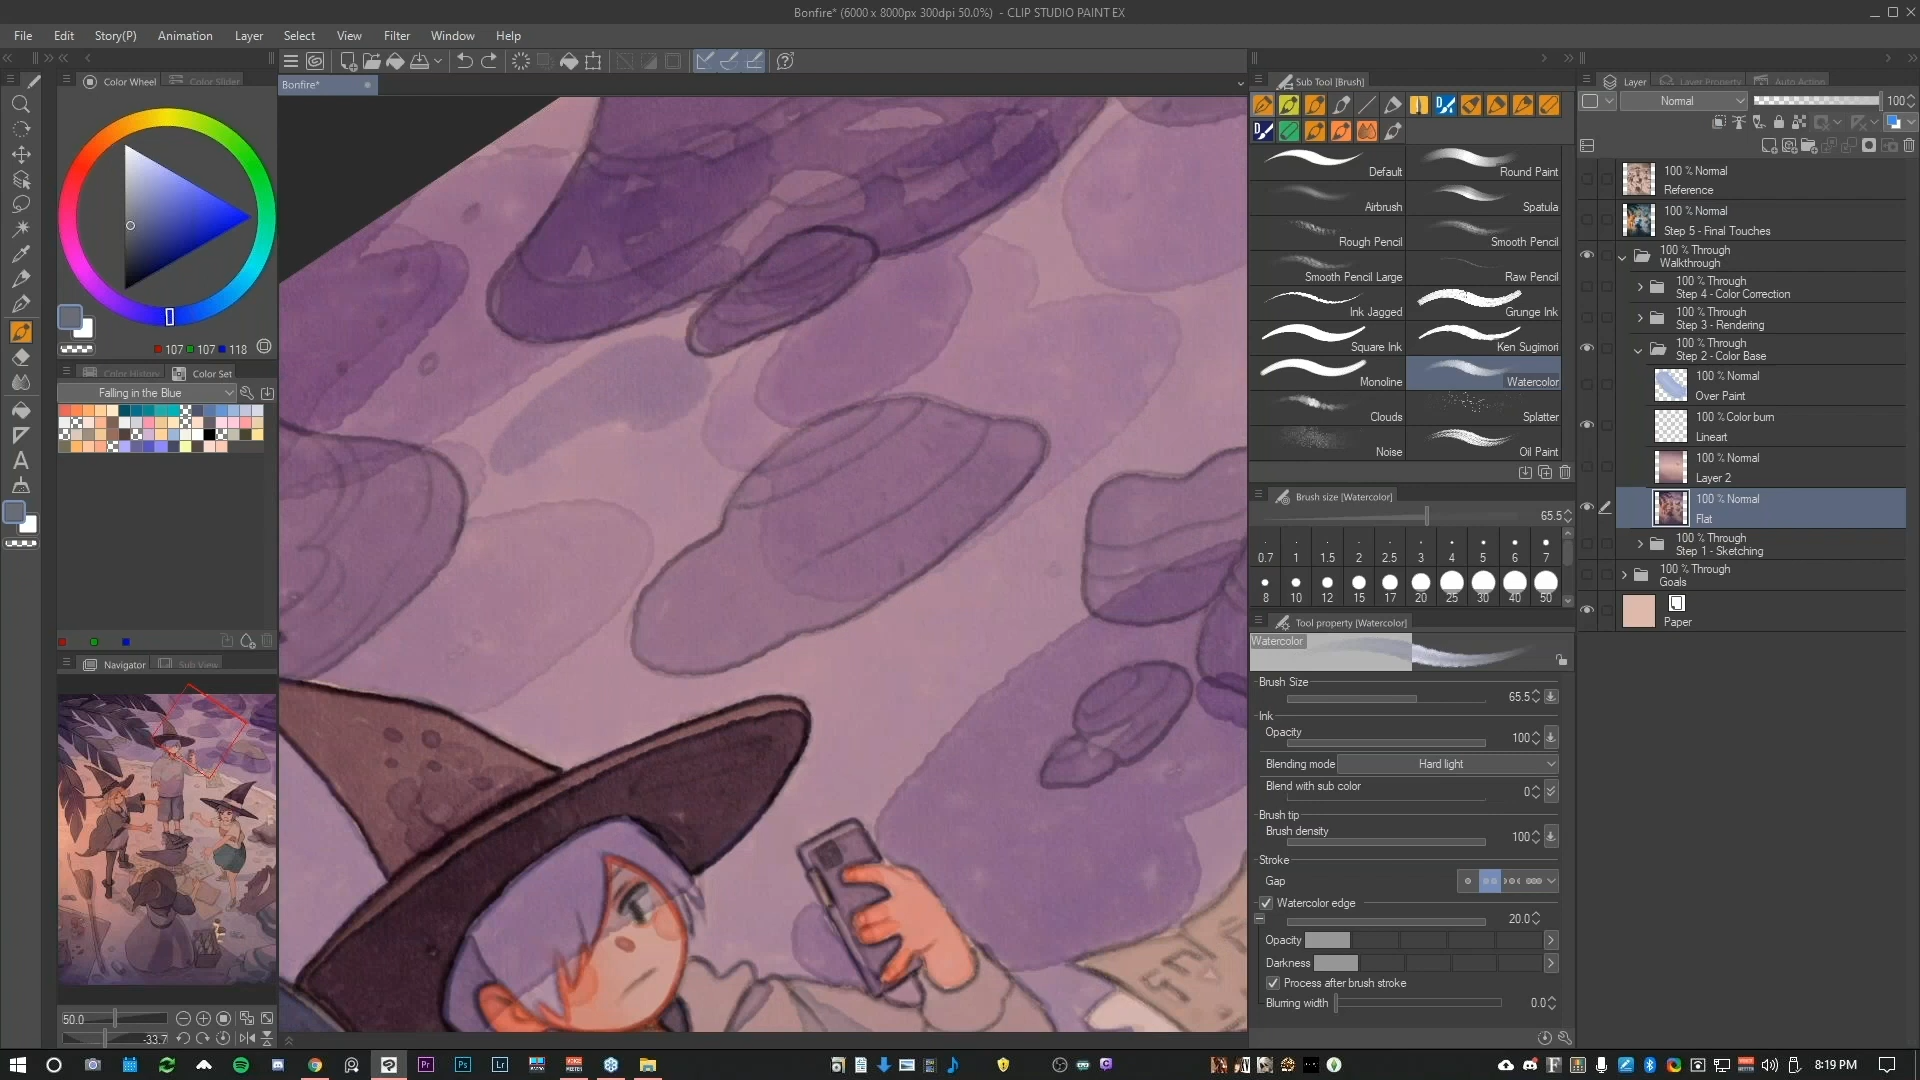 Bonfire* (6000 x 8000px 300dpi 50.0%) - CLIP STUDIO PAINT EX
File Edit Story(P) Animation Layer Select View Filter Window Help
Color Wheel Color Slider
Bonfire*
Sub Tool [Brush]
Layer Layer Property Auto Action
Normal 100
Default Round Paint
Airbrush Spatula
Rough Pencil Smooth Pencil
Smooth Pencil Large Raw Pencil
Ink Jagged Grunge Ink
Square Ink Ken Sugimori
Monoline Watercolor
Clouds Splatter
Noise Oil Paint
107 107 118
Color History Color Set
Falling in the Blue
A
100 % Normal
Reference
100 % Normal
Step 5 - Final Touches
100 % Through
Walkthrough
100 % Through
Step 4 - Color Correction
100 % Through
Step 3 - Rendering
100 % Through
Step 2 - Color Base
100 % Normal
Over Paint
100 % Color burn
Lineart
100 % Normal
Layer 2
100 % Normal
Flat
100 % Through
Step 1 - Sketching
100 % Through
Goals
Paper
Brush size [Watercolor]
65.5
0.7 1 1.5 2 2.5 3 4 5 6 7
8 10 12 15 17 20 25 30 40 50
Tool property [Watercolor]
Watercolor
Brush Size
65.5
Ink
Opacity 100
Blending mode Hard light
Blend with sub color 0
Brush tip
Brush density 100
Stroke
Gap
Watercolor edge
20.0
Opacity
Darkness
Process after brush stroke
Blurring width 0.0
Navigator Sub View
50.0
-33.7
Pr Ps Lr
8:19 PM